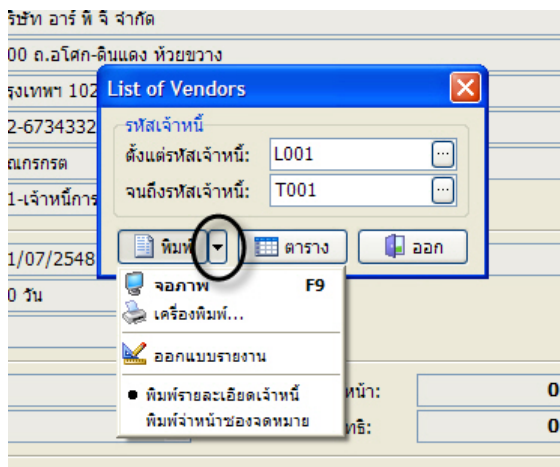 ริษัท อาร์ พี จี จำกัด
00 ถ.อโศก-ดินแดง ห้วยขวาง
รุงเทพฯ 102
2-6734332
ณกรกรต
1-เจ้าหนี้การ
1/07/2548
0 วัน
List of Vendors
รหัสเจ้าหนี้
ตั้งแต่รหัสเจ้าหนี้: L001 ...
จนถึงรหัสเจ้าหนี้: T001 ...
พิมพ์ ตาราง ออก
จอภาพ F9
เครื่องพิมพ์...
ออกแบบรายงาน
พิมพ์รายละเอียดเจ้าหนี้
พิมพ์จ่าหน้าซองจดหมาย
หน้า: 0
ทธิ: 0